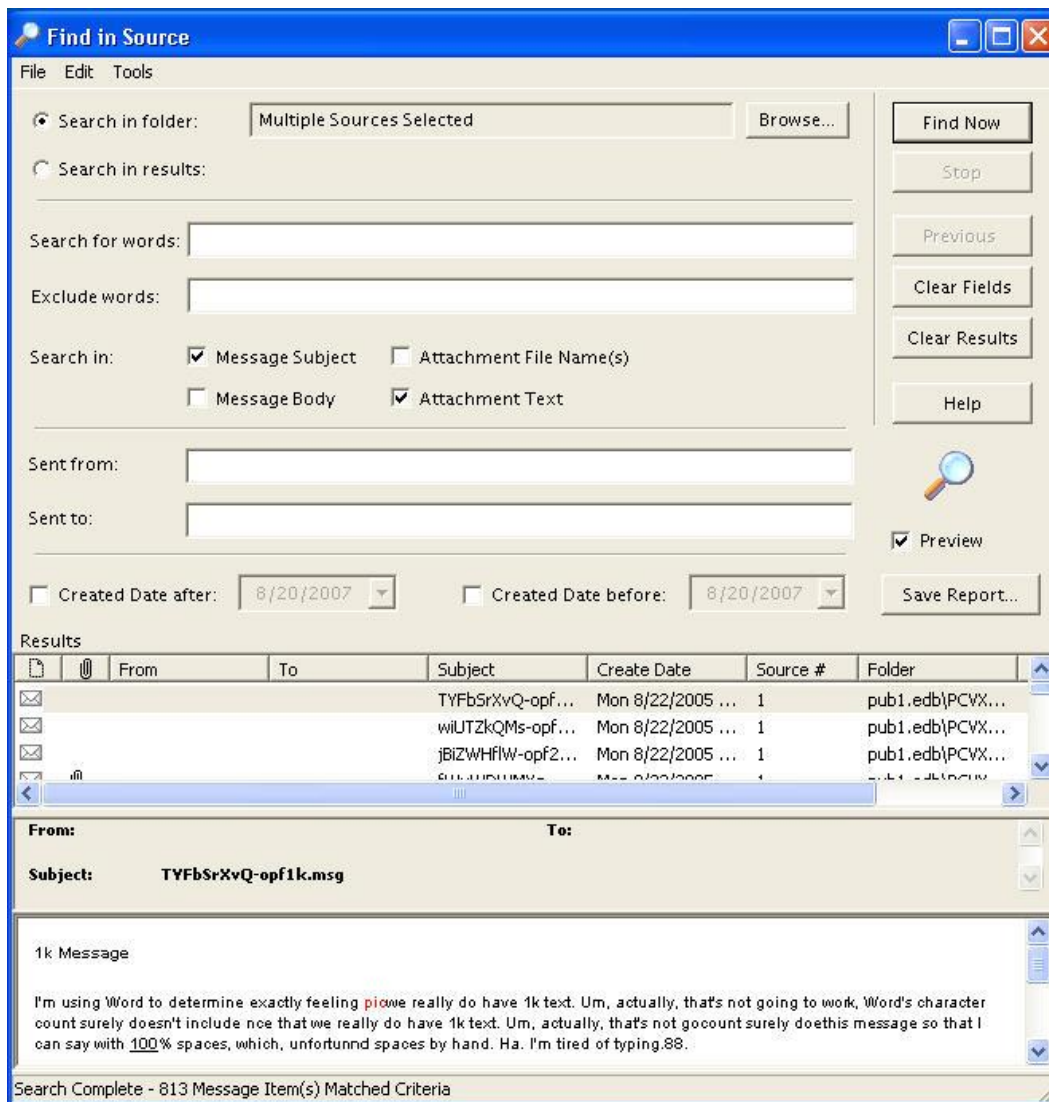 Find in Source
File Edit Tools
Search in folder: Multiple Sources Selected Browse... Find Now
Search in results: Stop
Search for words: Previous
Exclude words: Clear Fields
Clear Results
Search in: Message Subject Attachment File Name(s)
Message Body Attachment Text Help
Sent from:
Sent to:
Preview
Created Date after: 8/20/2007 Created Date before: 8/20/2007 Save Report...
Results
From To Subject Create Date Source # Folder
TYFbSrXvQ-opf... Mon 8/22/2005 ... 1 pub1.edb\PCVX...
wiUTZkQMs-opf... Mon 8/22/2005 ... 1 pub1.edb\PCVX...
jBiZWHflW-opf2... Mon 8/22/2005 ... 1 pub1.edb\PCVX...
Mon 8/22/2005 1
From: To:
Subject: TYFbSrXvQ-opf1k.msg
1k Message
I'm using Word to determine exactly feeling picwe really do have 1k text. Um, actually, that's not going to work, Word's character
count surely doesn't include nce that we really do have 1k text. Um, actually, that's not gocount surely doethis message so that I
can say with 100% spaces, which, unfortunnd spaces by hand. Ha. I'm tired of typing.88.
Search Complete - 813 Message Item(s) Matched Criteria